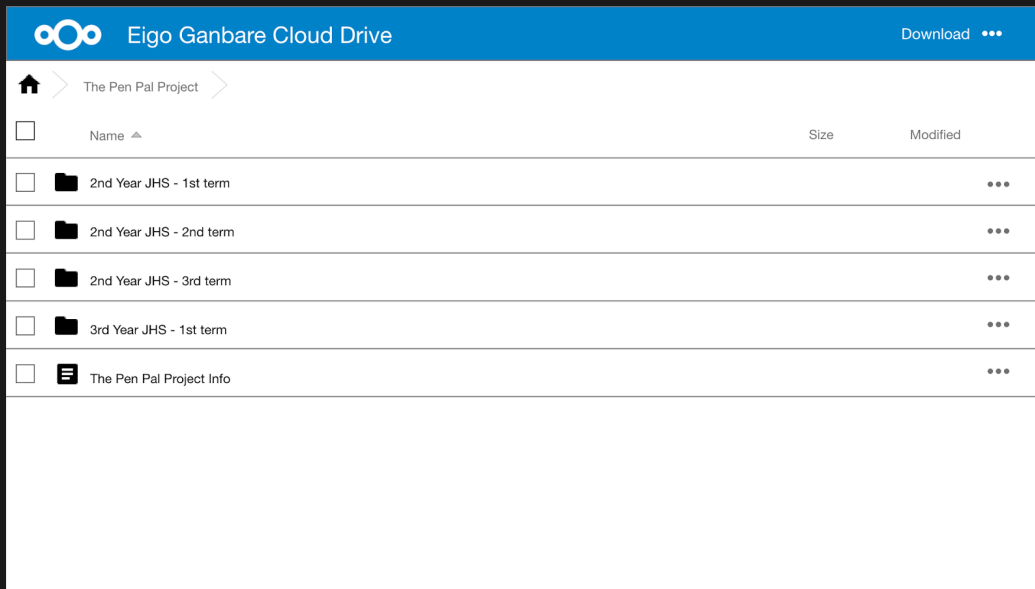 Eigo Ganbare Cloud Drive
Download
The Pen Pal Project
Name Size Modified
2nd Year JHS - 1st term
2nd Year JHS - 2nd term
2nd Year JHS - 3rd term
3rd Year JHS - 1st term
The Pen Pal Project Info